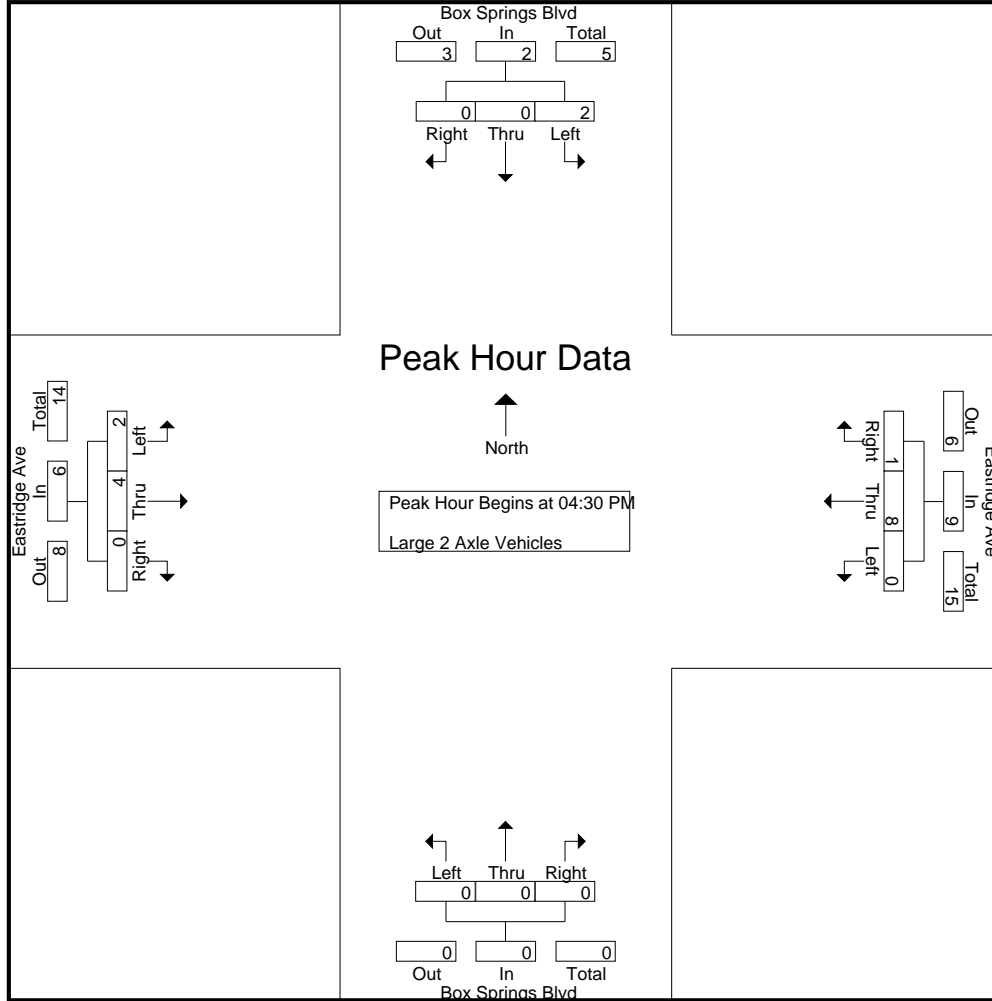 Box Springs Blvd
Out In Total
3 2 5
0 0 2
Right Thru Left
Peak Hour Data
North
Peak Hour Begins at 04:30 PM
Large 2 Axle Vehicles
Eastridge Ave
Total In Out
14 6 8
2 4 0
Left Thru Right
Right Thru Left
1 8 0
Out In Total
6 9 15
Eastridge Ave
Left Thru Right
0 0 0
0 0 0
Out In Total
Box Springs Blvd